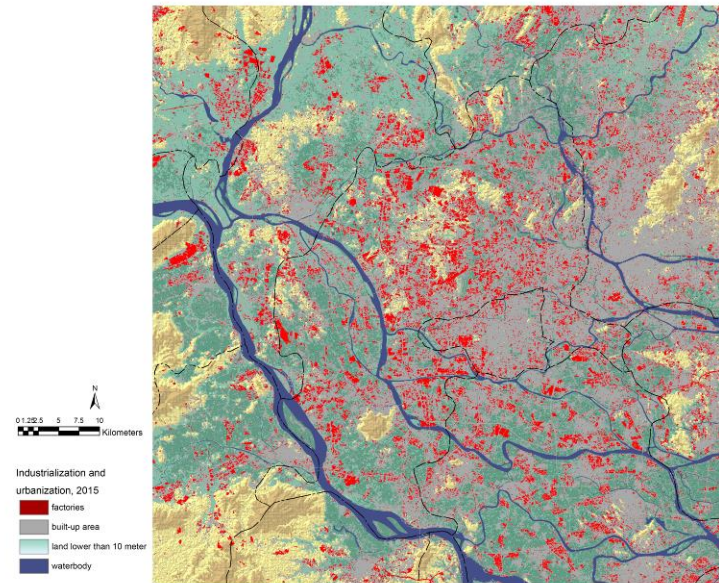 N
0 1.25 2.5 5 7.5 10
Kilometers
Industrialization and
urbanization, 2015
factories
built-up area
land lower than 10 meter
waterbody